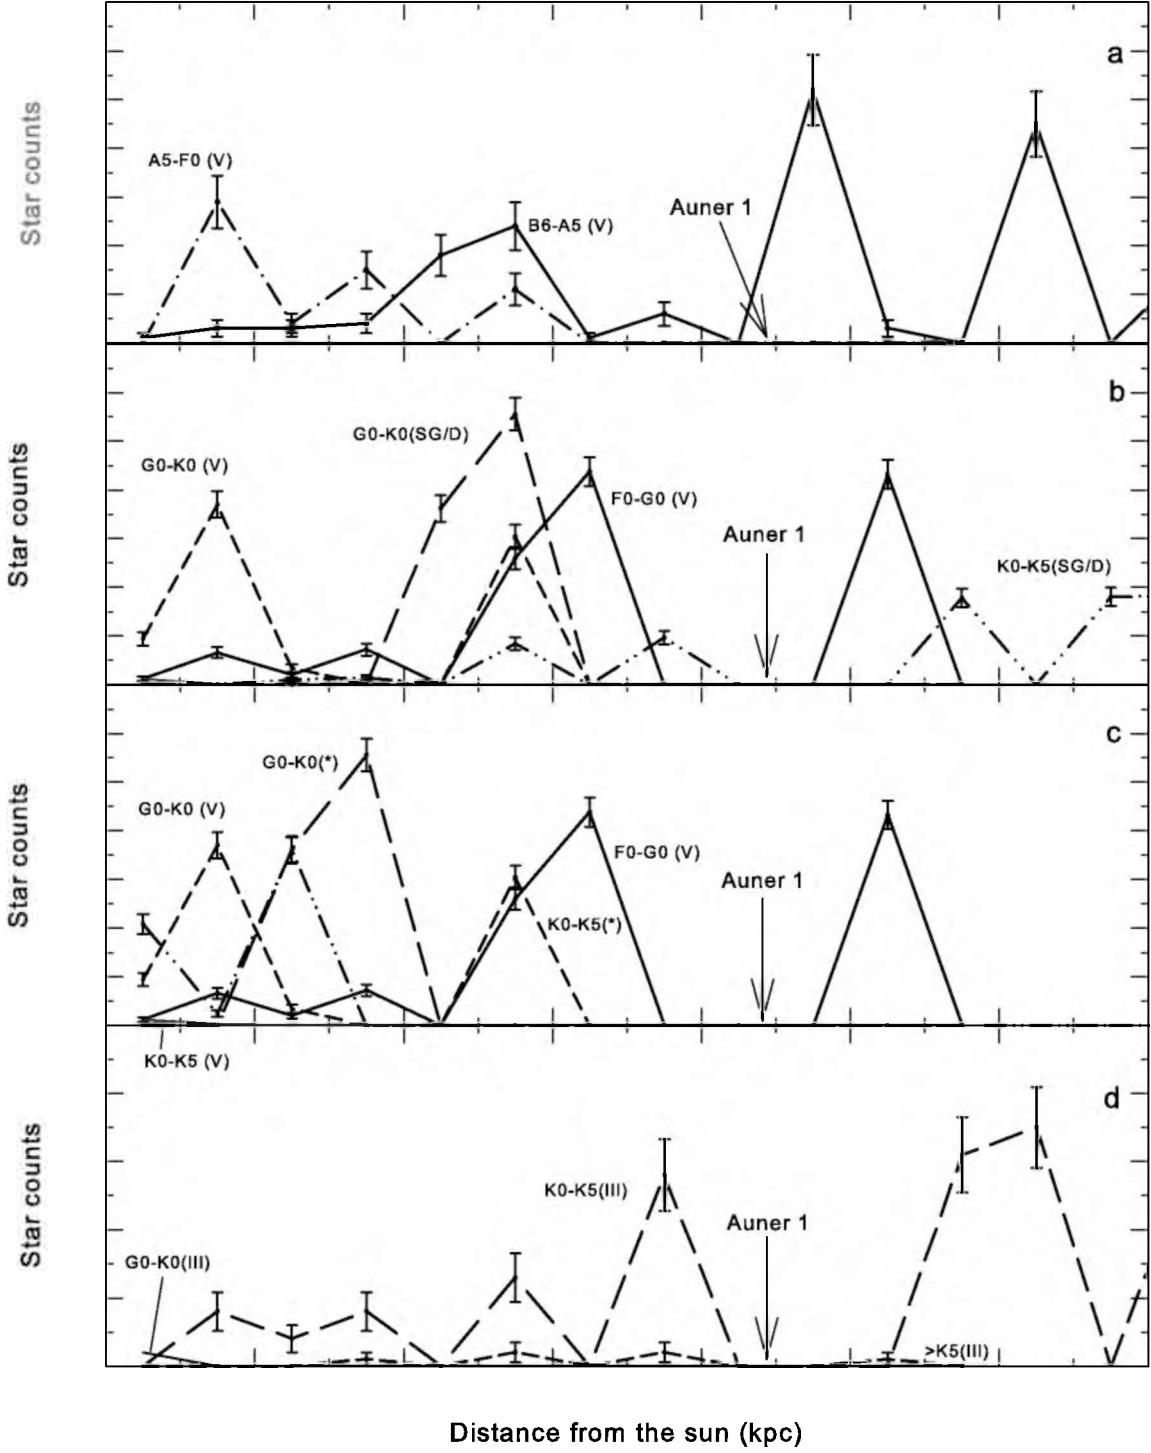 a
Star counts
A5-F0 (V)
B6-A5 (V)
Auner 1
b
Star counts
G0-K0(SG/D)
G0-K0 (V)
F0-G0 (V)
Auner 1
K0-K5(SG/D)
c
Star counts
G0-K0(*)
G0-K0 (V)
F0-G0 (V)
Auner 1
K0-K5(*)
K0-K5 (V)
d
Star counts
K0-K5(III)
Auner 1
G0-K0(III)
>K5(III)
Distance from the sun (kpc)